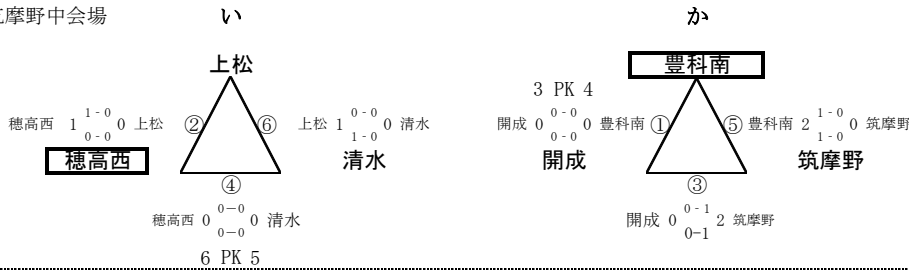 摩野中会場 い か
上松 豊科南
3 PK 4
穂高西 1 1-0 0-0 0 上松 ② ⑥ 上松 1 0-0 1-0 0 清水 開成 0 0-0 0-0 0 豊科南 ① ⑤ 豊科南 2 1-0 1-0 0 筑摩野
穂高西 清水 開成 筑摩野
④ ③
穂高西 0 0-0 0-0 0 清水 開成 0 0-1 0-1 2 筑摩野
6 PK 5